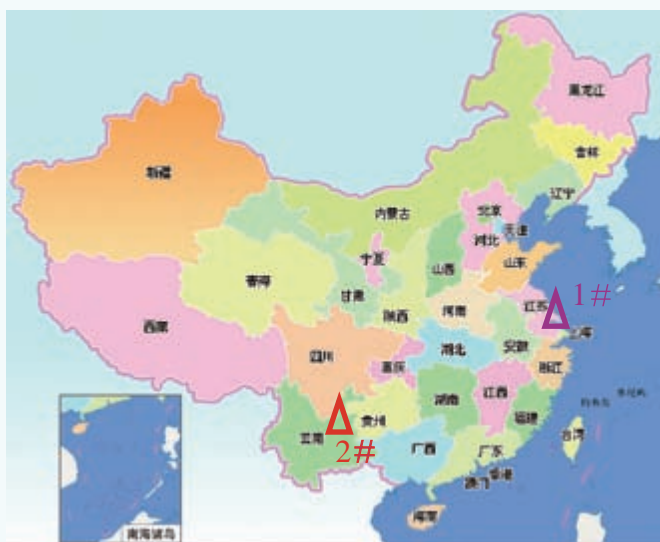 黑龙江
吉林
辽宁
新疆
内蒙古
北京
天津
河北
宁夏
山西
山东
青海
甘肃
陕西
河南
江苏
1#
上海
西藏
四川
重庆
湖北
安徽
浙江
湖南
江西
福建
钓鱼岛
贵州
云南
2#
广西
广东
台湾
澳门
香港
海南
南海诸岛